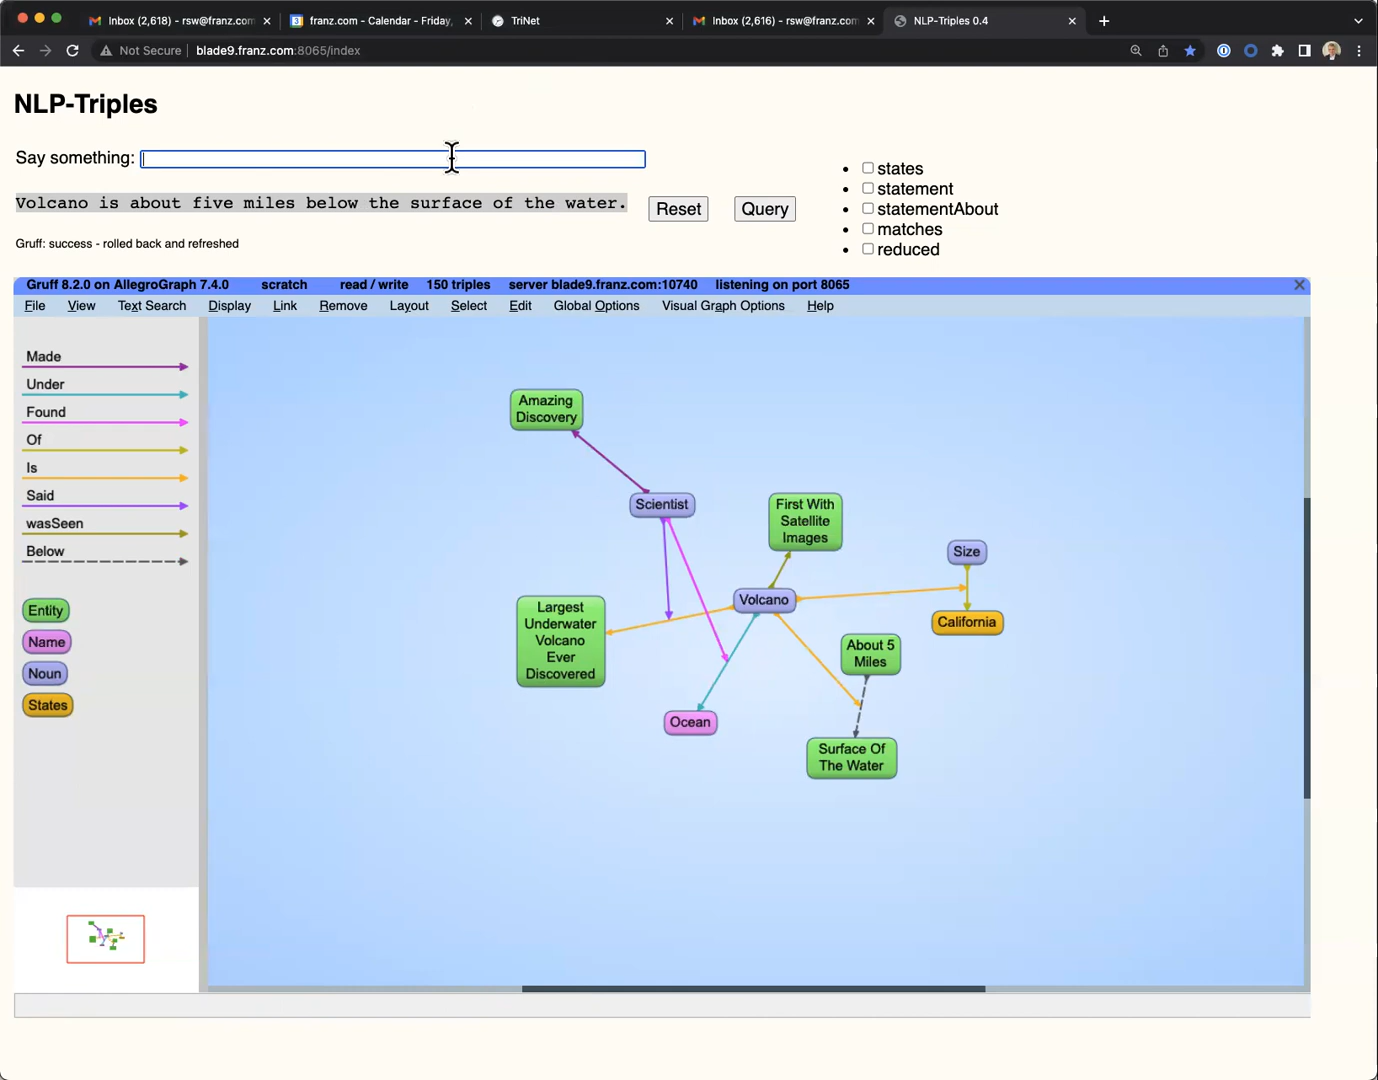 Inbox (2,618) - rsw@franz.com
franz.com - Calendar - Friday,
TriNet
Inbox (2,616) - rsw@franz.com
NLP-Triples 0.4
Not Secure
blade9.franz.com:8065/index
NLP-Triples
Say something:
Volcano is about five miles below the surface of the water.
Reset
Query
states
statement
statementAbout
matches
reduced
Gruff: success - rolled back and refreshed
Gruff 8.2.0 on AllegroGraph 7.4.0 scratch read / write 150 triples server blade9.franz.com:10740 listening on port 8065
File View Text Search Display Link Remove Layout Select Edit Global Options Visual Graph Options Help
Made
Under
Found
Of
Is
Said
wasSeen
Below
Entity
Name
Noun
States
Amazing
Discovery
Scientist
First With
Satellite
Images
Size
Volcano
California
Largest
Underwater
Volcano
Ever
Discovered
About 5
Miles
Ocean
Surface Of
The Water